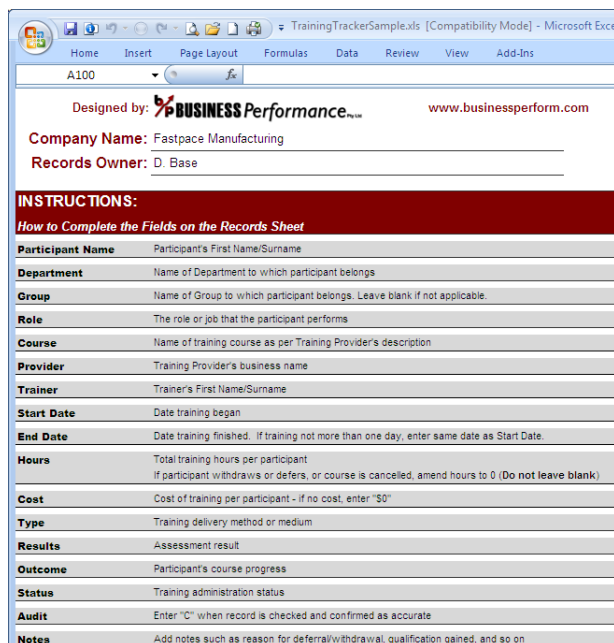 TrainingTrackerSample.xls [Compatibility Mode] - Microsoft Exce
Home Insert Page Layout Formulas Data Review View Add-Ins
A100 fx
Designed by: BUSINESS Performance Pty Ltd www.businessperform.com
Company Name: Fastpace Manufacturing
Records Owner: D. Base
INSTRUCTIONS:
How to Complete the Fields on the Records Sheet
Participant Name Participant's First Name/Surname
Department Name of Department to which participant belongs
Group Name of Group to which participant belongs. Leave blank if not applicable.
Role The role or job that the participant performs
Course Name of training course as per Training Provider's description
Provider Training Provider's business name
Trainer Trainer's First Name/Surname
Start Date Date training began
End Date Date training finished. If training not more than one day, enter same date as Start Date.
Hours Total training hours per participant
If participant withdraws or defers, or course is cancelled, amend hours to 0 (Do not leave blank)
Cost Cost of training per participant - if no cost, enter "$0"
Type Training delivery method or medium
Results Assessment result
Outcome Participant's course progress
Status Training administration status
Audit Enter "C" when record is checked and confirmed as accurate
Notes Add notes such as reason for deferral/withdrawal, qualification gained, and so on